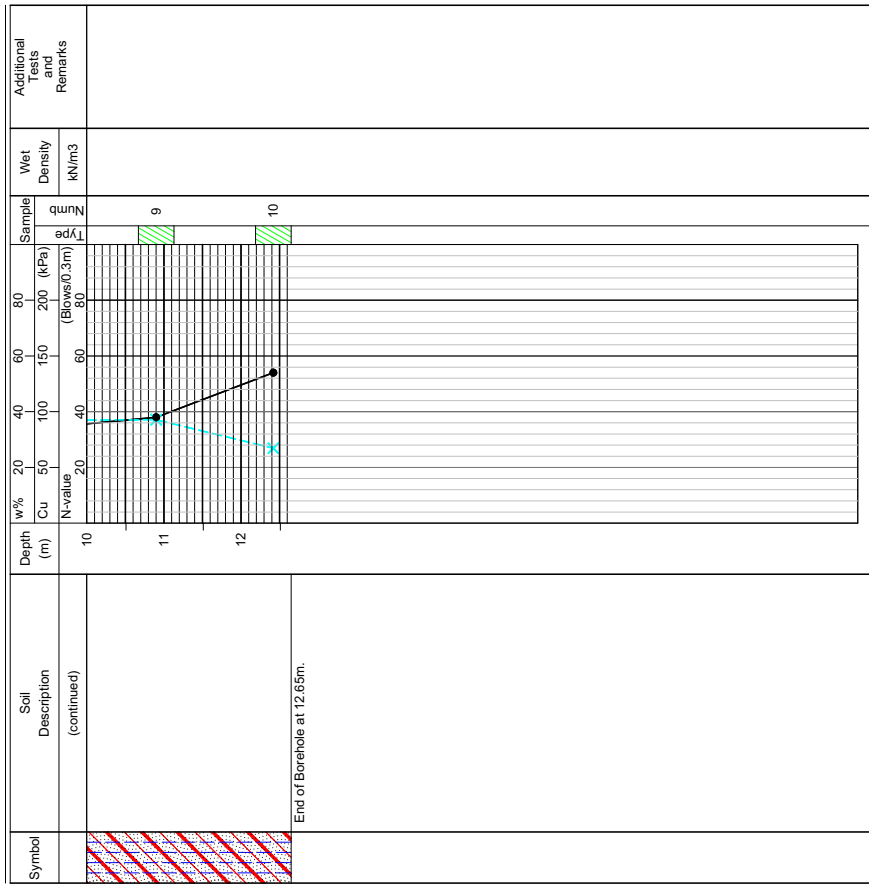 Symbol
Soil
Description
(continued)
Depth
(m)
w% 20 40 60 80
Cu 50 100 150 200 (kPa)
N-value 20 40 60 80 (Blows/0.3m)
Sample
Type
Numb
Wet
Density
kN/m3
Additional
Tests
and
Remarks
10
11
9
12
10
End of Borehole at 12.65m.